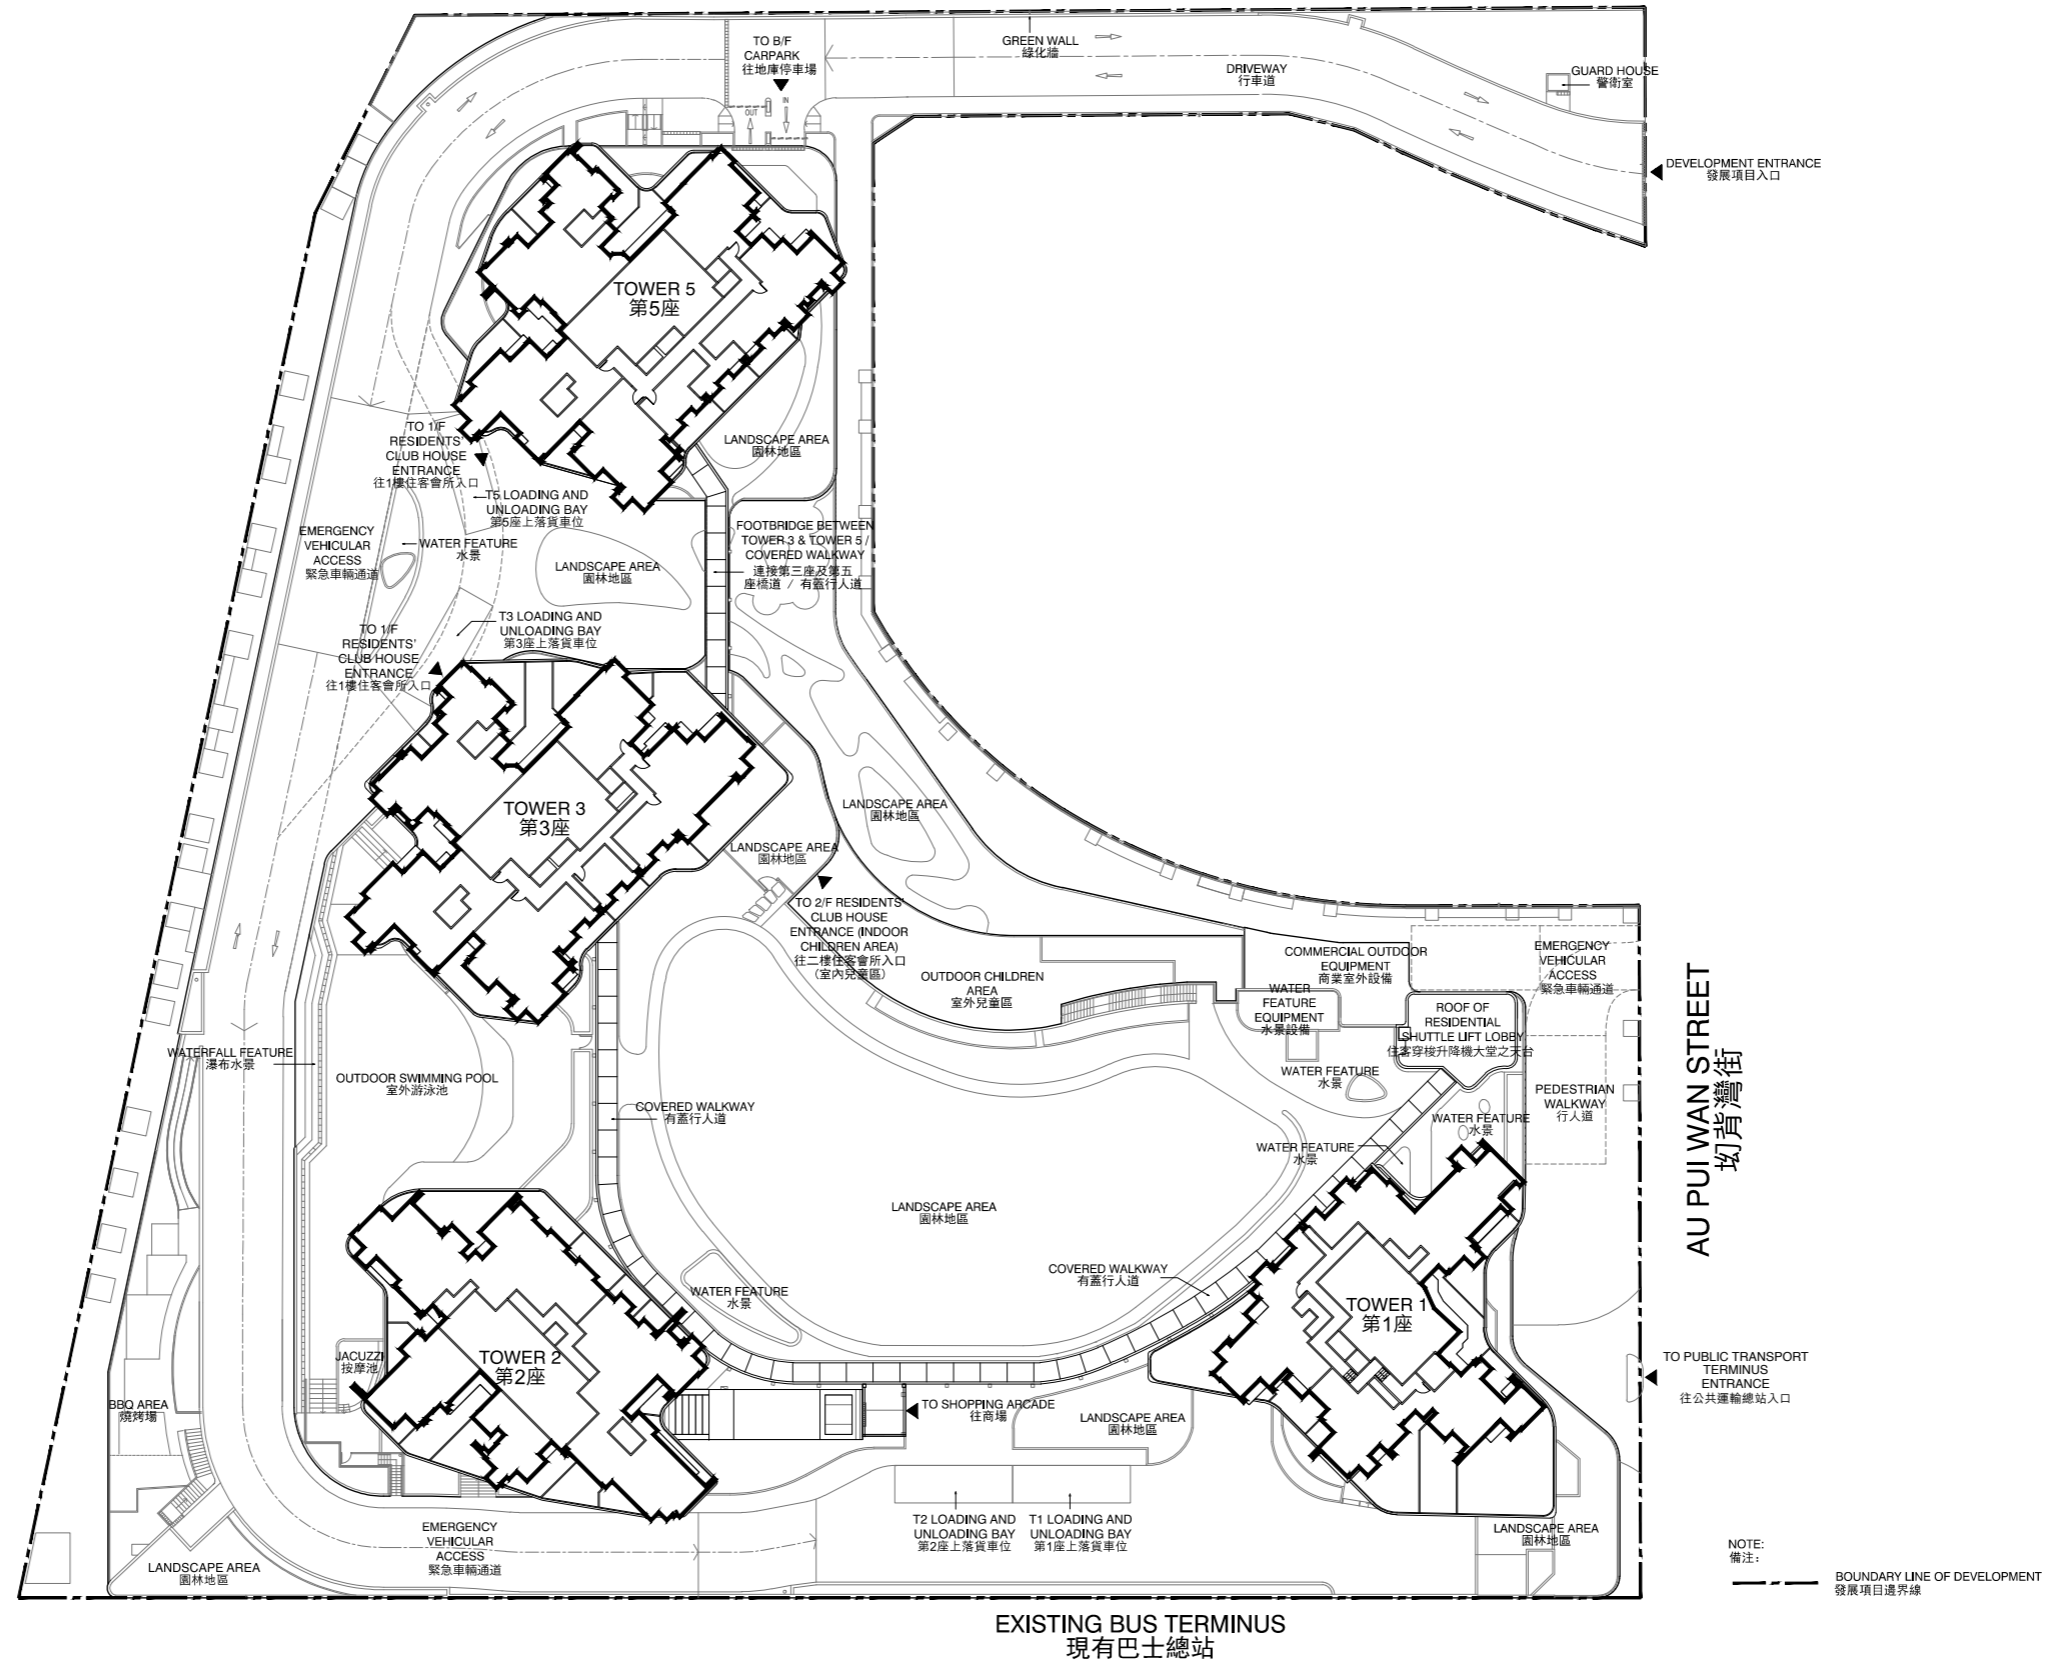 TO B/F
CARPARK
往地庫停車場
IN
OUT
GREEN WALL
綠化牆
DRIVEWAY
行車道
GUARD HOUSE
警衛室
DEVELOPMENT ENTRANCE
發展項目入口
TOWER 5
第5座
TO 1/F
RESIDENTS'
CLUB HOUSE
ENTRANCE
往1樓住客會所入口
LANDSCAPE AREA
園林地區
T5 LOADING AND
UNLOADING BAY
第5座上落貨車位
EMERGENCY
VEHICULAR
ACCESS
緊急車輛通道
WATER FEATURE
水景
LANDSCAPE AREA
園林地區
FOOTBRIDGE BETWEEN
TOWER 3 & TOWER 5 /
COVERED WALKWAY
連接第三座及第五
座橋道 / 有蓋行人道
T3 LOADING AND
UNLOADING BAY
第3座上落貨車位
TO 1/F
RESIDENTS'
CLUB HOUSE
ENTRANCE
往1樓住客會所入口
TOWER 3
第3座
LANDSCAPE AREA
園林地區
LANDSCAPE AREA
園林地區
TO 2/F RESIDENTS'
CLUB HOUSE
ENTRANCE (INDOOR
CHILDREN AREA)
往二樓住客會所入口
（室內兒童區）
OUTDOOR CHILDREN
AREA
室外兒童區
COMMERCIAL OUTDOOR
EQUIPMENT
商業室外設備
EMERGENCY
VEHICULAR
ACCESS
緊急車輛通道
WATER
FEATURE
EQUIPMENT
水景設備
ROOF OF
RESIDENTIAL
SHUTTLE LIFT LOBBY
住客穿梭升降機大堂之天台
WATERFALL FEATURE
瀑布水景
OUTDOOR SWIMMING POOL
室外游泳池
COVERED WALKWAY
有蓋行人道
WATER FEATURE
水景
PEDESTRIAN
WALKWAY
行人道
WATER FEATURE
水景
WATER FEATURE
水景
AU PUI WAN STREET
坳背灣街
LANDSCAPE AREA
園林地區
WATER FEATURE
水景
COVERED WALKWAY
有蓋行人道
TOWER 1
第1座
TOWER 2
第2座
JACUZZI
按摩池
BBQ AREA
燒烤場
TO SHOPPING ARCADE
往商場
LANDSCAPE AREA
園林地區
TO PUBLIC TRANSPORT
TERMINUS
ENTRANCE
往公共運輸總站入口
T2 LOADING AND
UNLOADING BAY
第2座上落貨車位
T1 LOADING AND
UNLOADING BAY
第1座上落貨車位
EMERGENCY
VEHICULAR
ACCESS
緊急車輛通道
LANDSCAPE AREA
園林地區
LANDSCAPE AREA
園林地區
NOTE:
備注：
BOUNDARY LINE OF DEVELOPMENT
發展項目邊界線
EXISTING BUS TERMINUS
現有巴士總站